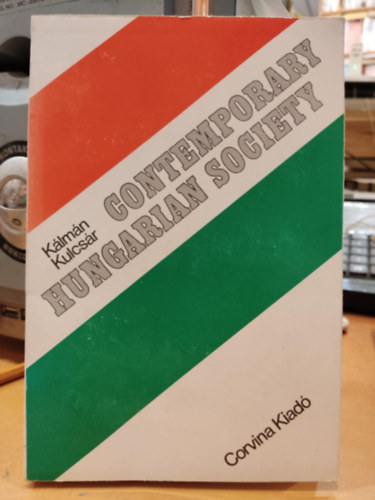 Kálmán
Kulcsár
CONTEMPORARY
HUNGARIAN SOCIETY
Corvina Kiadó